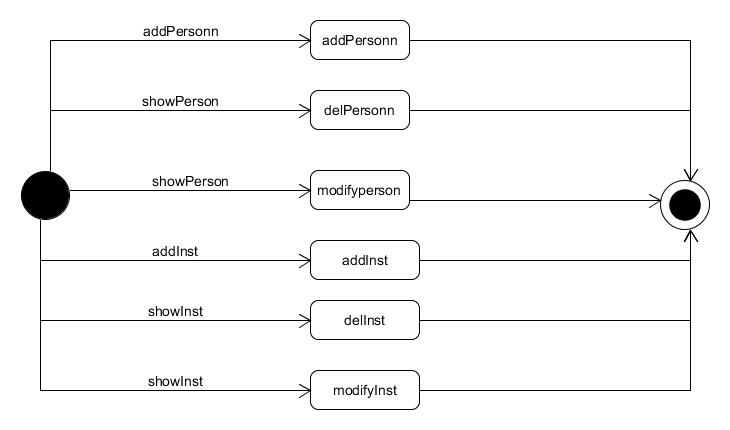 addPersonn
addPersonn
showPerson
delPersonn
showPerson
modifyperson
addInst
addInst
showInst
delInst
showInst
modifyInst